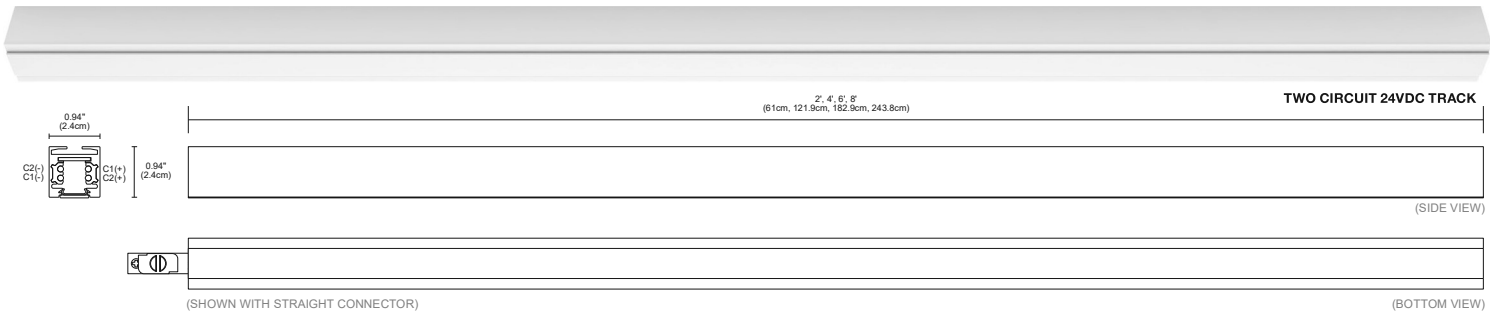 2', 4', 6', 8'
(61cm, 121.9cm, 182.9cm, 243.8cm)
TWO CIRCUIT 24VDC TRACK
0.94"
(2.4cm)
C2(-)
C1(-)
C1(+)
C2(+)
0.94"
(2.4cm)
(SIDE VIEW)
(SHOWN WITH STRAIGHT CONNECTOR)
(BOTTOM VIEW)